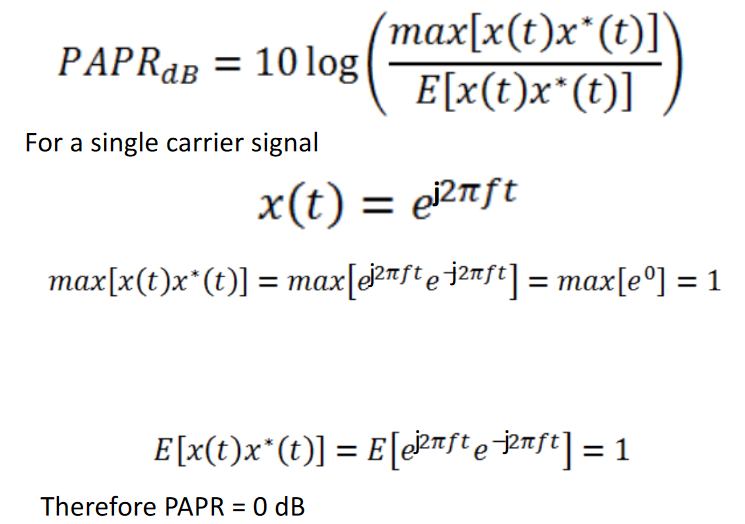 PAPR_dB = 10 log(max[x(t)x*(t)] / E[x(t)x*(t)])
For a single carrier signal
x(t) = e^{j2πft}
max[x(t)x*(t)] = max[e^{j2πft}e^{-j2πft}] = max[e⁰] = 1
E[x(t)x*(t)] = E[e^{j2πft}e^{-j2πft}] = 1
Therefore PAPR = 0 dB